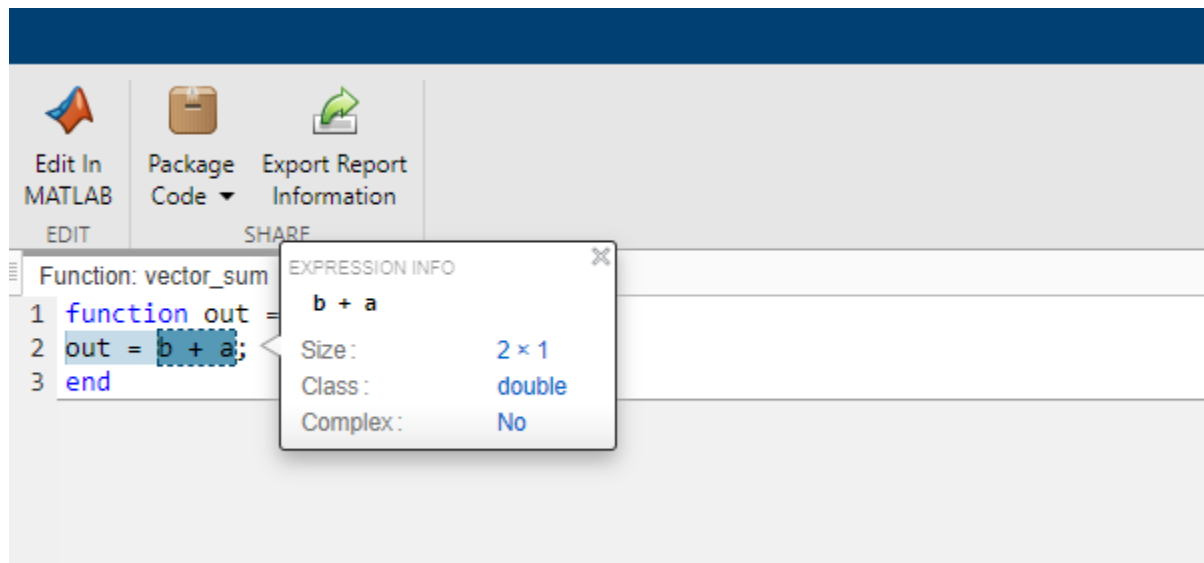 Edit In MATLAB
Package Code
Export Report Information
EDIT
SHARE
Function: vector_sum
EXPRESSION INFO
b + a
Size: 2 × 1
Class: double
Complex: No
1 function out =
2 out = b + a;
3 end